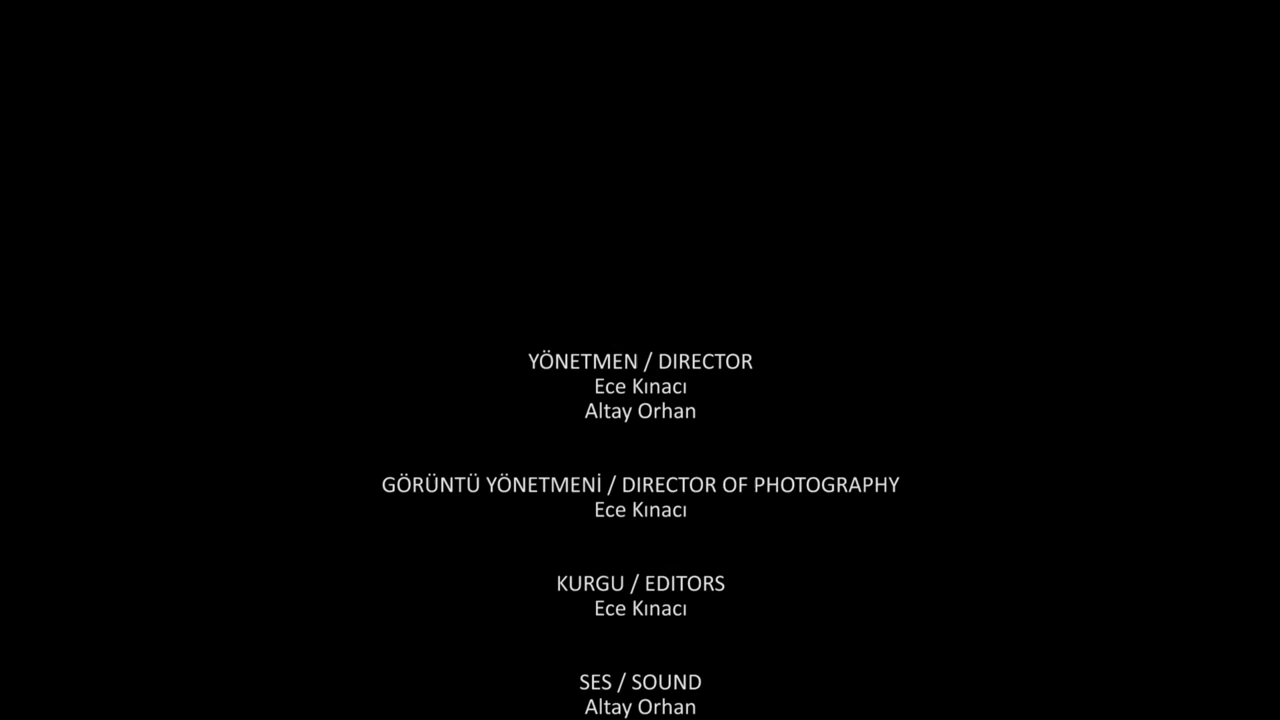 YÖNETMEN / DIRECTOR
Ece Kınacı
Altay Orhan
GÖRÜNTÜ YÖNETMENİ / DIRECTOR OF PHOTOGRAPHY
Ece Kınacı
KURGU / EDITORS
Ece Kınacı
SES / SOUND
Altay Orhan